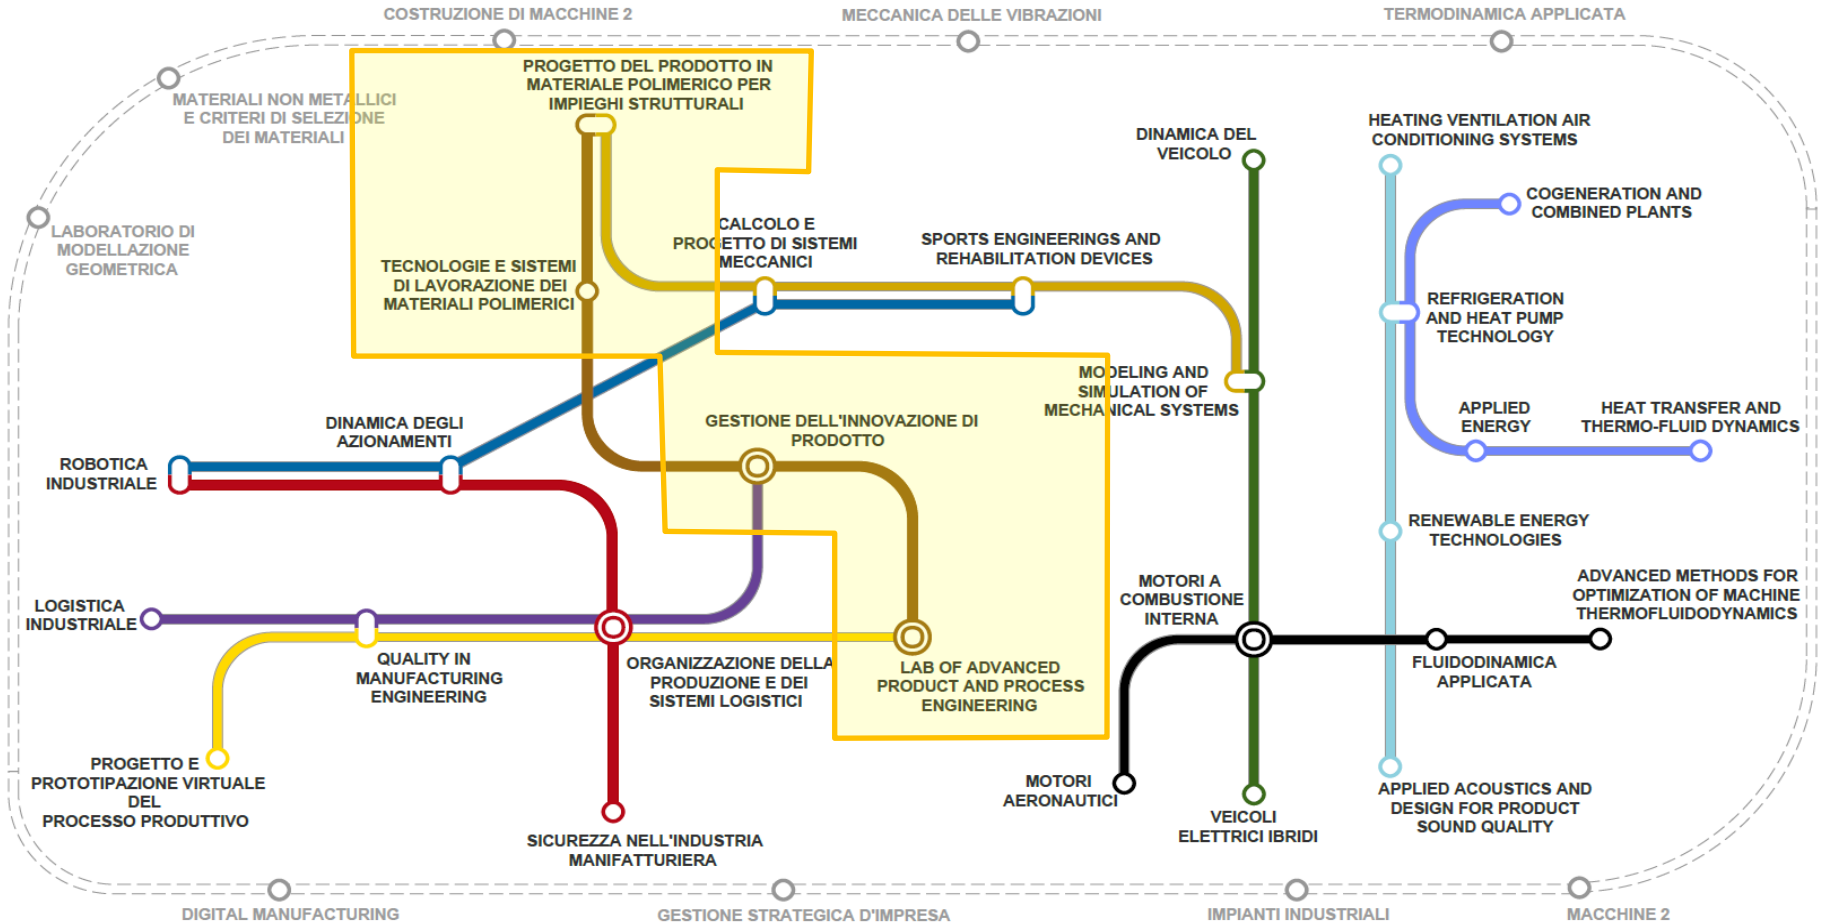 COSTRUZIONE DI MACCHINE 2
MECCANICA DELLE VIBRAZIONI
TERMODINAMICA APPLICATA
MATERIALI NON METALLICI
E CRITERI DI SELEZIONE
DEI MATERIALI
PROGETTO DEL PRODOTTO IN
MATERIALE POLIMERICO PER
IMPIEGHI STRUTTURALI
DINAMICA DEL
VEICOLO
HEATING VENTILATION AIR
CONDITIONING SYSTEMS
COGENERATION AND
COMBINED PLANTS
LABORATORIO DI
MODELLAZIONE
GEOMETRICA
CALCOLO E
PROGETTO DI SISTEMI
MECCANICI
SPORTS ENGINEERINGS AND
REHABILITATION DEVICES
TECNOLOGIE E SISTEMI
DI LAVORAZIONE DEI
MATERIALI POLIMERICI
REFRIGERATION
AND HEAT PUMP
TECHNOLOGY
MODELING AND
SIMULATION OF
MECHANICAL SYSTEMS
DINAMICA DEGLI
AZIONAMENTI
GESTIONE DELL'INNOVAZIONE DI
PRODOTTO
APPLIED
ENERGY
HEAT TRANSFER AND
THERMO-FLUID DYNAMICS
ROBOTICA
INDUSTRIALE
RENEWABLE ENERGY
TECHNOLOGIES
LOGISTICA
INDUSTRIALE
MOTORI A
COMBUSTIONE
INTERNA
ADVANCED METHODS FOR
OPTIMIZATION OF MACHINE
THERMOFLUIDODYNAMICS
QUALITY IN
MANUFACTURING
ENGINEERING
ORGANIZZAZIONE DELLA
PRODUZIONE E DEI
SISTEMI LOGISTICI
LAB OF ADVANCED
PRODUCT AND PROCESS
ENGINEERING
FLUIDODINAMICA
APPLICATA
PROGETTO E
PROTOTIPAZIONE VIRTUALE
DEL
PROCESSO PRODUTTIVO
MOTORI
AERONAUTICI
APPLIED ACOUSTICS AND
DESIGN FOR PRODUCT
SOUND QUALITY
VEICOLI
ELETTRICI IBRIDI
SICUREZZA NELL'INDUSTRIA
MANIFATTURIERA
DIGITAL MANUFACTURING
GESTIONE STRATEGICA D'IMPRESA
IMPIANTI INDUSTRIALI
MACCHINE 2